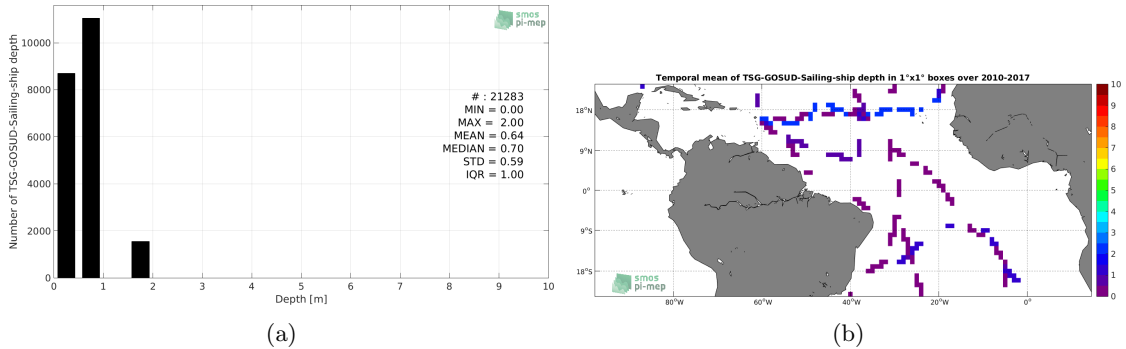 smos
pi-mep
Number of TSG-GOSUD-Sailing-ship depth
10000
8000
6000
4000
2000
0
# : 21283
MIN = 0.00
MAX = 2.00
MEAN = 0.64
MEDIAN = 0.70
STD = 0.59
IQR = 1.00
0 1 2 3 4 5 6 7 8 9 10
Depth [m]
(a)
Temporal mean of TSG-GOSUD-Sailing-ship depth in 1°x1° boxes over 2010-2017
18°N
9°N
0°
9°S
18°S
80°W 60°W 40°W 20°W 0°
smos
pi-mep
10
9
8
7
6
5
4
3
2
1
0
(b)